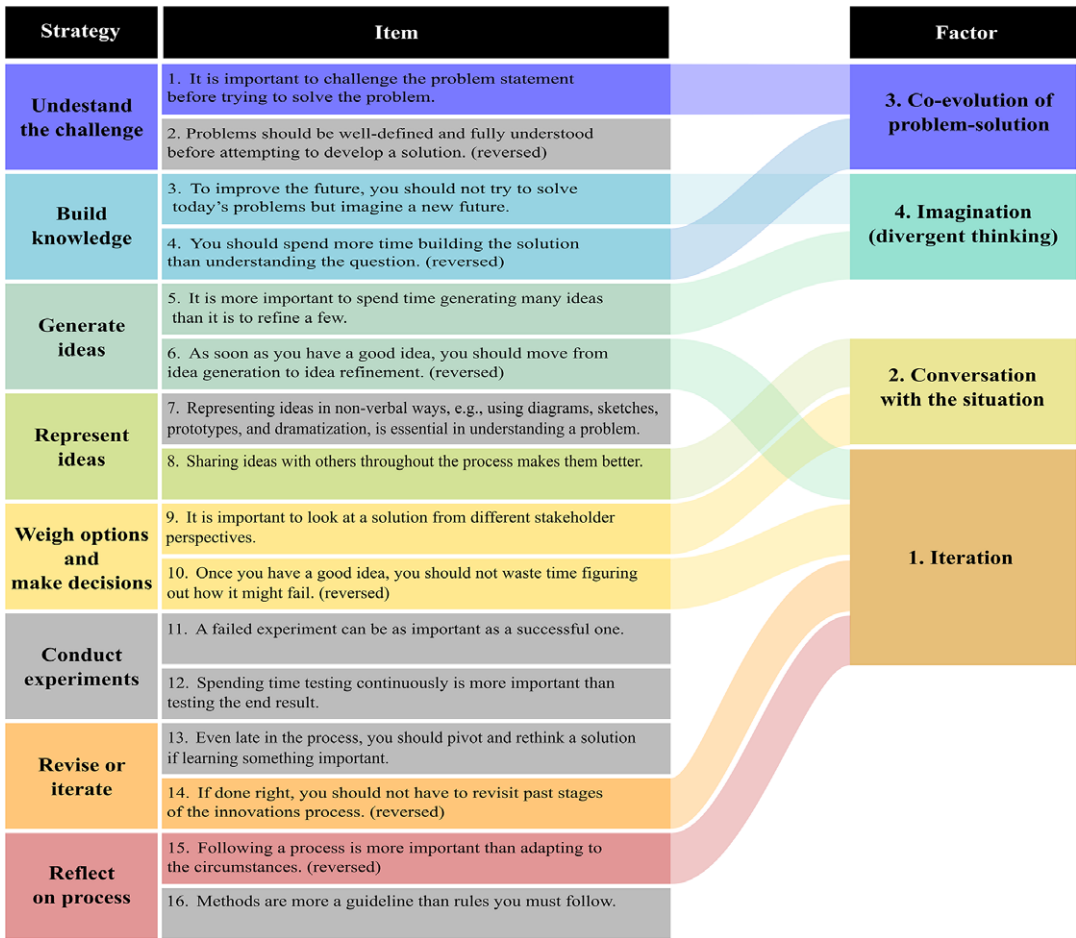 Strategy
Item
Factor
Undestand
the challenge
1. It is important to challenge the problem statement
before trying to solve the problem.
2. Problems should be well-defined and fully understood
before attempting to develop a solution. (reversed)
3. Co-evolution of
problem-solution
Build
knowledge
3. To improve the future, you should not try to solve
today's problems but imagine a new future.
4. You should spend more time building the solution
than understanding the question. (reversed)
4. Imagination
(divergent thinking)
Generate
ideas
5. It is more important to spend time generating many ideas
than it is to refine a few.
6. As soon as you have a good idea, you should move from
idea generation to idea refinement. (reversed)
2. Conversation
with the situation
Represent
ideas
7. Representing ideas in non-verbal ways, e.g., using diagrams, sketches,
prototypes, and dramatization, is essential in understanding a problem.
8. Sharing ideas with others throughout the process makes them better.
Weigh options
and
make decisions
9. It is important to look at a solution from different stakeholder
perspectives.
10. Once you have a good idea, you should not waste time figuring
out how it might fail. (reversed)
1. Iteration
Conduct
experiments
11. A failed experiment can be as important as a successful one.
12. Spending time testing continuously is more important than
testing the end result.
Revise or
iterate
13. Even late in the process, you should pivot and rethink a solution
if learning something important.
14. If done right, you should not have to revisit past stages
of the innovations process. (reversed)
Reflect
on process
15. Following a process is more important than adapting to
the circumstances. (reversed)
16. Methods are more a guideline than rules you must follow.